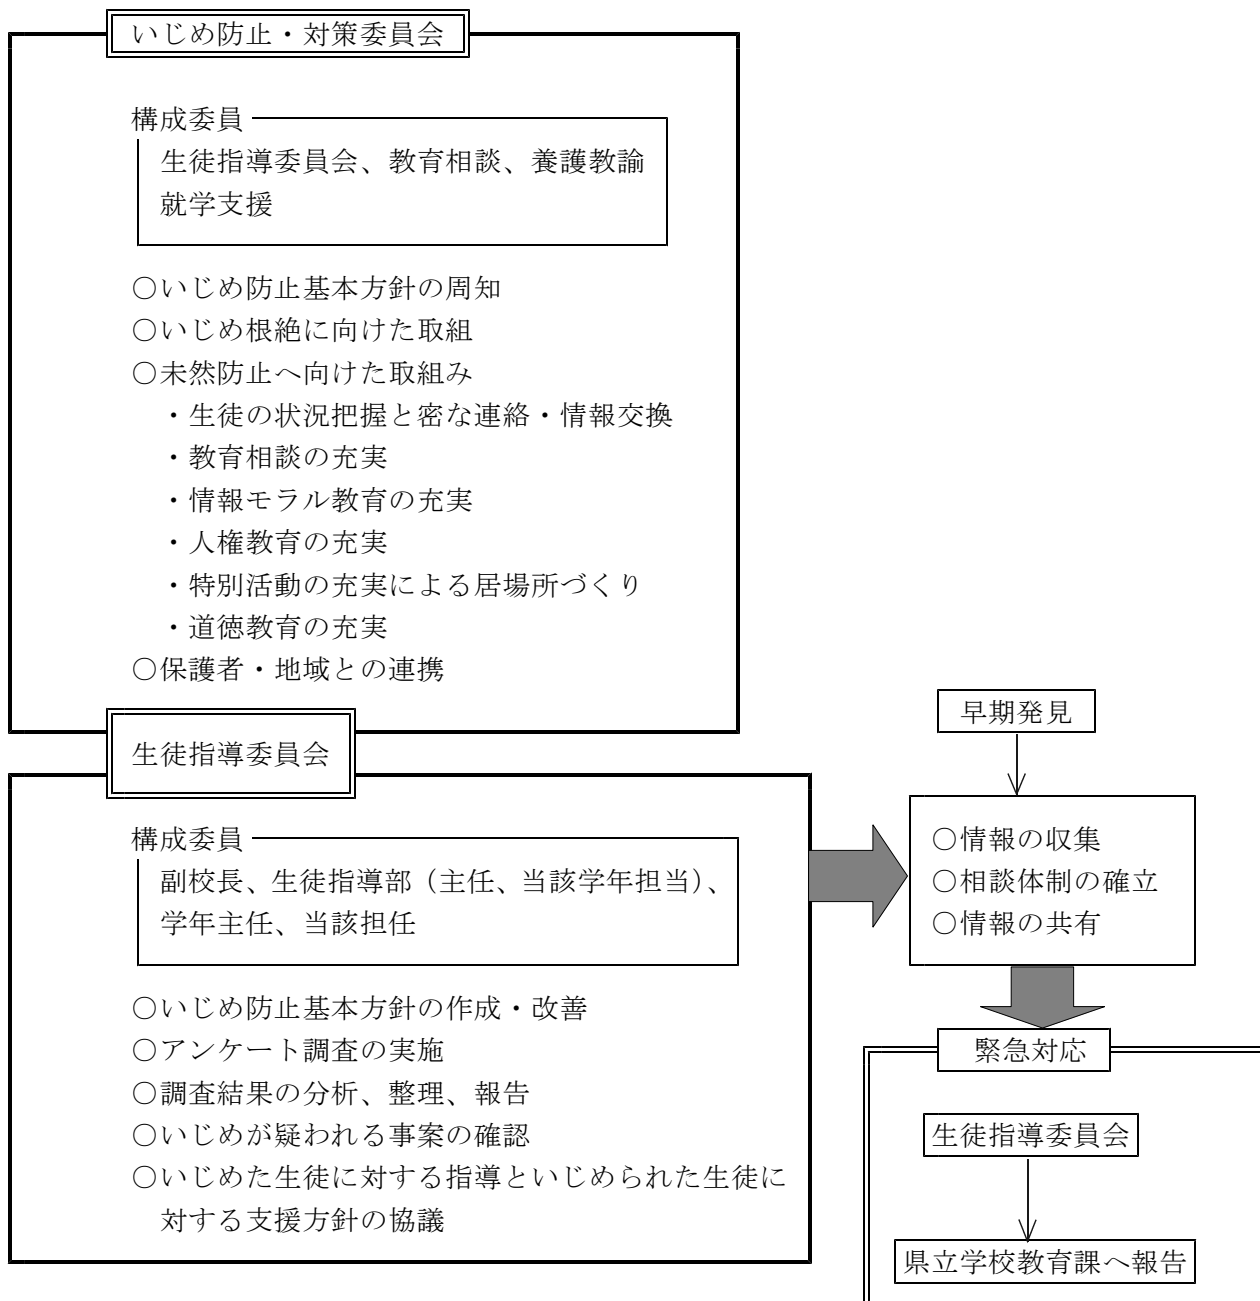 いじめ防止・対策委員会
構成委員
生徒指導委員会、教育相談、養護教諭
就学支援
○いじめ防止基本方針の周知
○いじめ根絶に向けた取組
○未然防止へ向けた取組み
・生徒の状況把握と密な連絡・情報交換
・教育相談の充実
・情報モラル教育の充実
・人権教育の充実
・特別活動の充実による居場所づくり
・道徳教育の充実
○保護者・地域との連携
生徒指導委員会
構成委員
副校長、生徒指導部（主任、当該学年担当）、
学年主任、当該担任
○いじめ防止基本方針の作成・改善
○アンケート調査の実施
○調査結果の分析、整理、報告
○いじめが疑われる事案の確認
○いじめた生徒に対する指導といじめられた生徒に
対する支援方針の協議
早期発見
○情報の収集
○相談体制の確立
○情報の共有
緊急対応
生徒指導委員会
県立学校教育課へ報告